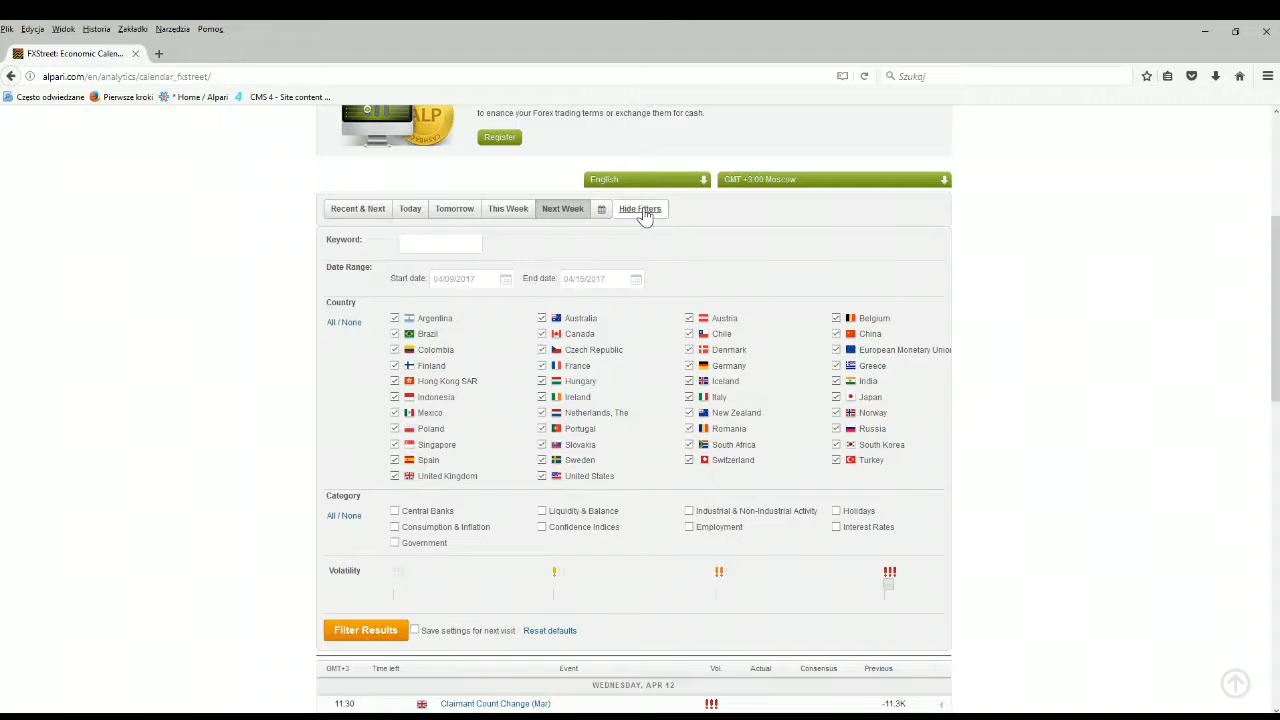 Plik Edycja Widok Historia Zakładki Narzędzia Pomoc
FXStreet: Economic Calen...
alpari.com/en/analytics/calendar_fxstreet/ Szukaj
Często odwiedzane Pierwsze kroki * Home / Alpari CMS 4 - Site content ...
ALP
to enance your Forex trading terms or exchange them for cash.
Register
English GMT +3:00 Moscow
Recent & Next Today Tomorrow This Week Next Week Hide Filters
Keyword:
Date Range: Start date: 04/09/2017 End date: 04/15/2017
Country
All / None
Argentina Australia Austria Belgium
Brazil Canada Chile China
Colombia Czech Republic Denmark European Monetary Union
Finland France Germany Greece
Hong Kong SAR Hungary Iceland India
Indonesia Ireland Italy Japan
Mexico Netherlands, The New Zealand Norway
Poland Portugal Romania Russia
Singapore Slovakia South Africa South Korea
Spain Sweden Switzerland Turkey
United Kingdom United States
Category
All / None
Central Banks Liquidity & Balance Industrial & Non-Industrial Activity Holidays
Consumption & Inflation Confidence Indices Employment Interest Rates
Government
Volatility
Filter Results Save settings for next visit Reset defaults
GMT+3 Time left Event Vol. Actual Consensus Previous
WEDNESDAY, APR 12
11:30 Claimant Count Change (Mar) -11.3K